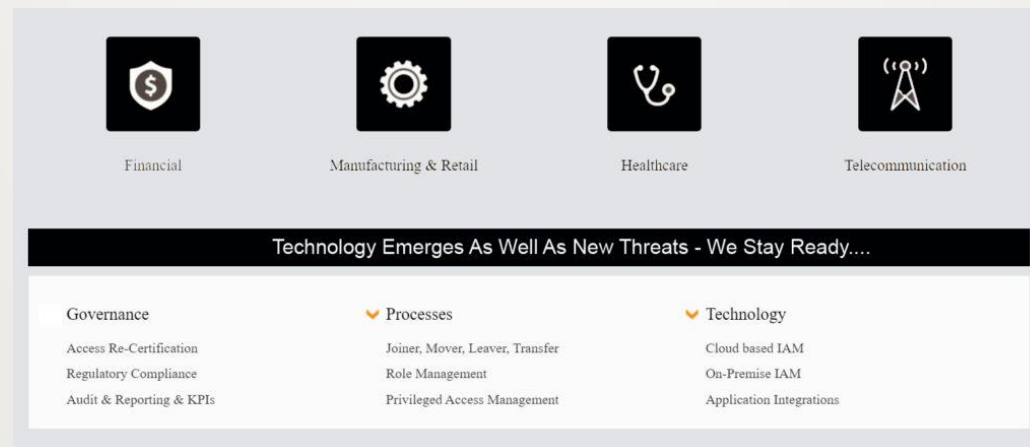 Financial
Manufacturing & Retail
Healthcare
Telecommunication
Technology Emerges As Well As New Threats - We Stay Ready....
Governance
Access Re-Certification
Regulatory Compliance
Audit & Reporting & KPIs
Processes
Joiner, Mover, Leaver, Transfer
Role Management
Privileged Access Management
Technology
Cloud based IAM
On-Premise IAM
Application Integrations